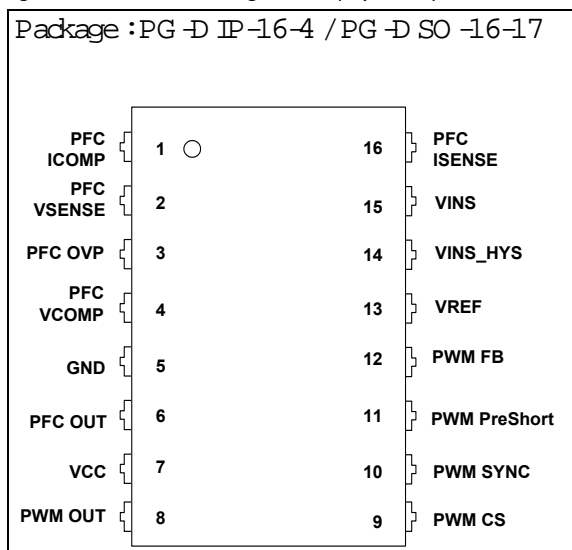 Package :PG-DIP-16-4 / PG-DSO-16-17
PFC ICOMP 1 16 PFC ISENSE
PFC VSENSE 2 15 VINS
PFC OVP 3 14 VINS_HYS
PFC VCOMP 4 13 VREF
GND 5 12 PWM FB
PFC OUT 6 11 PWM PreShort
VCC 7 10 PWM SYNC
PWM OUT 8 9 PWM CS